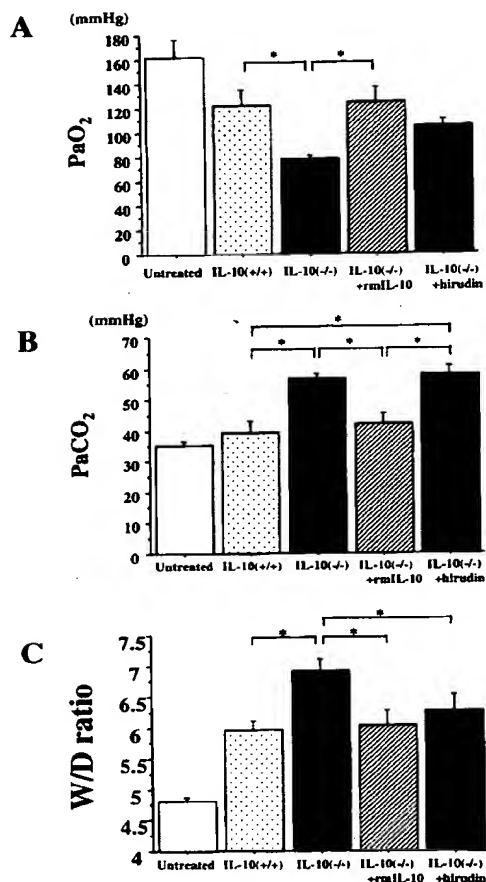 A
(mmHg)
PaO2
180
160
140
120
100
80
60
40
20
0
* *
Untreated IL-10(+/+) IL-10(-/-) IL-10(-/-) +rmIL-10 IL-10(-/-) +hirudin
B
(mmHg)
PaCO2
70
60
50
40
30
20
10
0
*
* * *
Untreated IL-10(+/+) IL-10(-/-) IL-10(-/-) +rmIL-10 IL-10(-/-) +hirudin
C
W/D ratio
7.5
7
6.5
6
5.5
5
4.5
4
*
* *
Untreated IL-10(+/+) IL-10(-/-) IL-10(-/-) +rmIL-10 IL-10(-/-) +hirudin